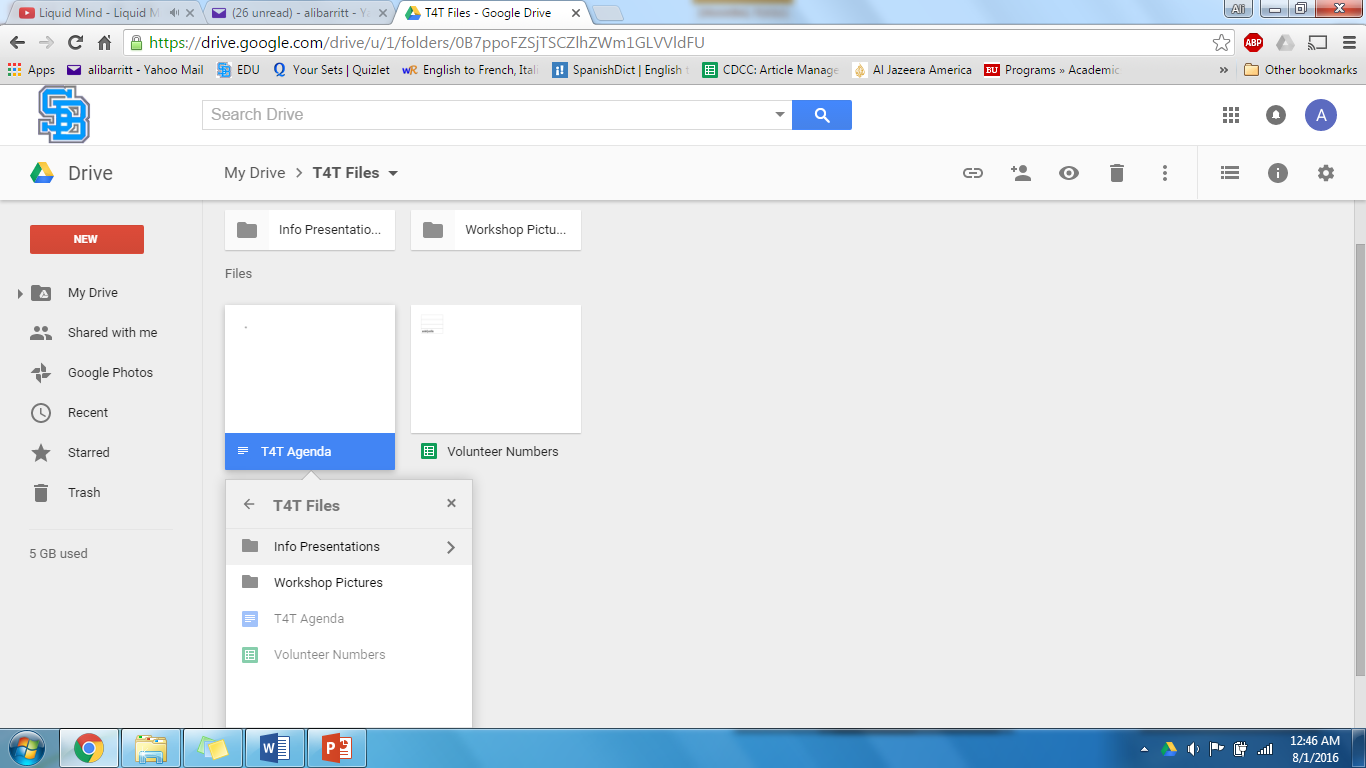 Liquid Mind - Liquid M
(26 unread) - alibarritt - Y
T4T Files - Google Drive
Ali
https://drive.google.com/drive/u/1/folders/0B7ppoFZSjTSCZlhZWm1GLVVldFU
ABP
Apps
alibarritt - Yahoo Mail
EDU
Q Your Sets | Quizlet
wR English to French, Itali
¡! SpanishDict | English t
CDCC: Article Manage
Al Jazeera America
BU Programs » Academic
»
Other bookmarks
SB
Search Drive
A
Drive
My Drive > T4T Files
NEW
My Drive
Shared with me
Google Photos
Recent
Starred
Trash
5 GB used
Info Presentatio...
Workshop Pictu...
Files
T4T Agenda
Volunteer Numbers
T4T Files
Info Presentations
Workshop Pictures
T4T Agenda
Volunteer Numbers
12:46 AM
8/1/2016